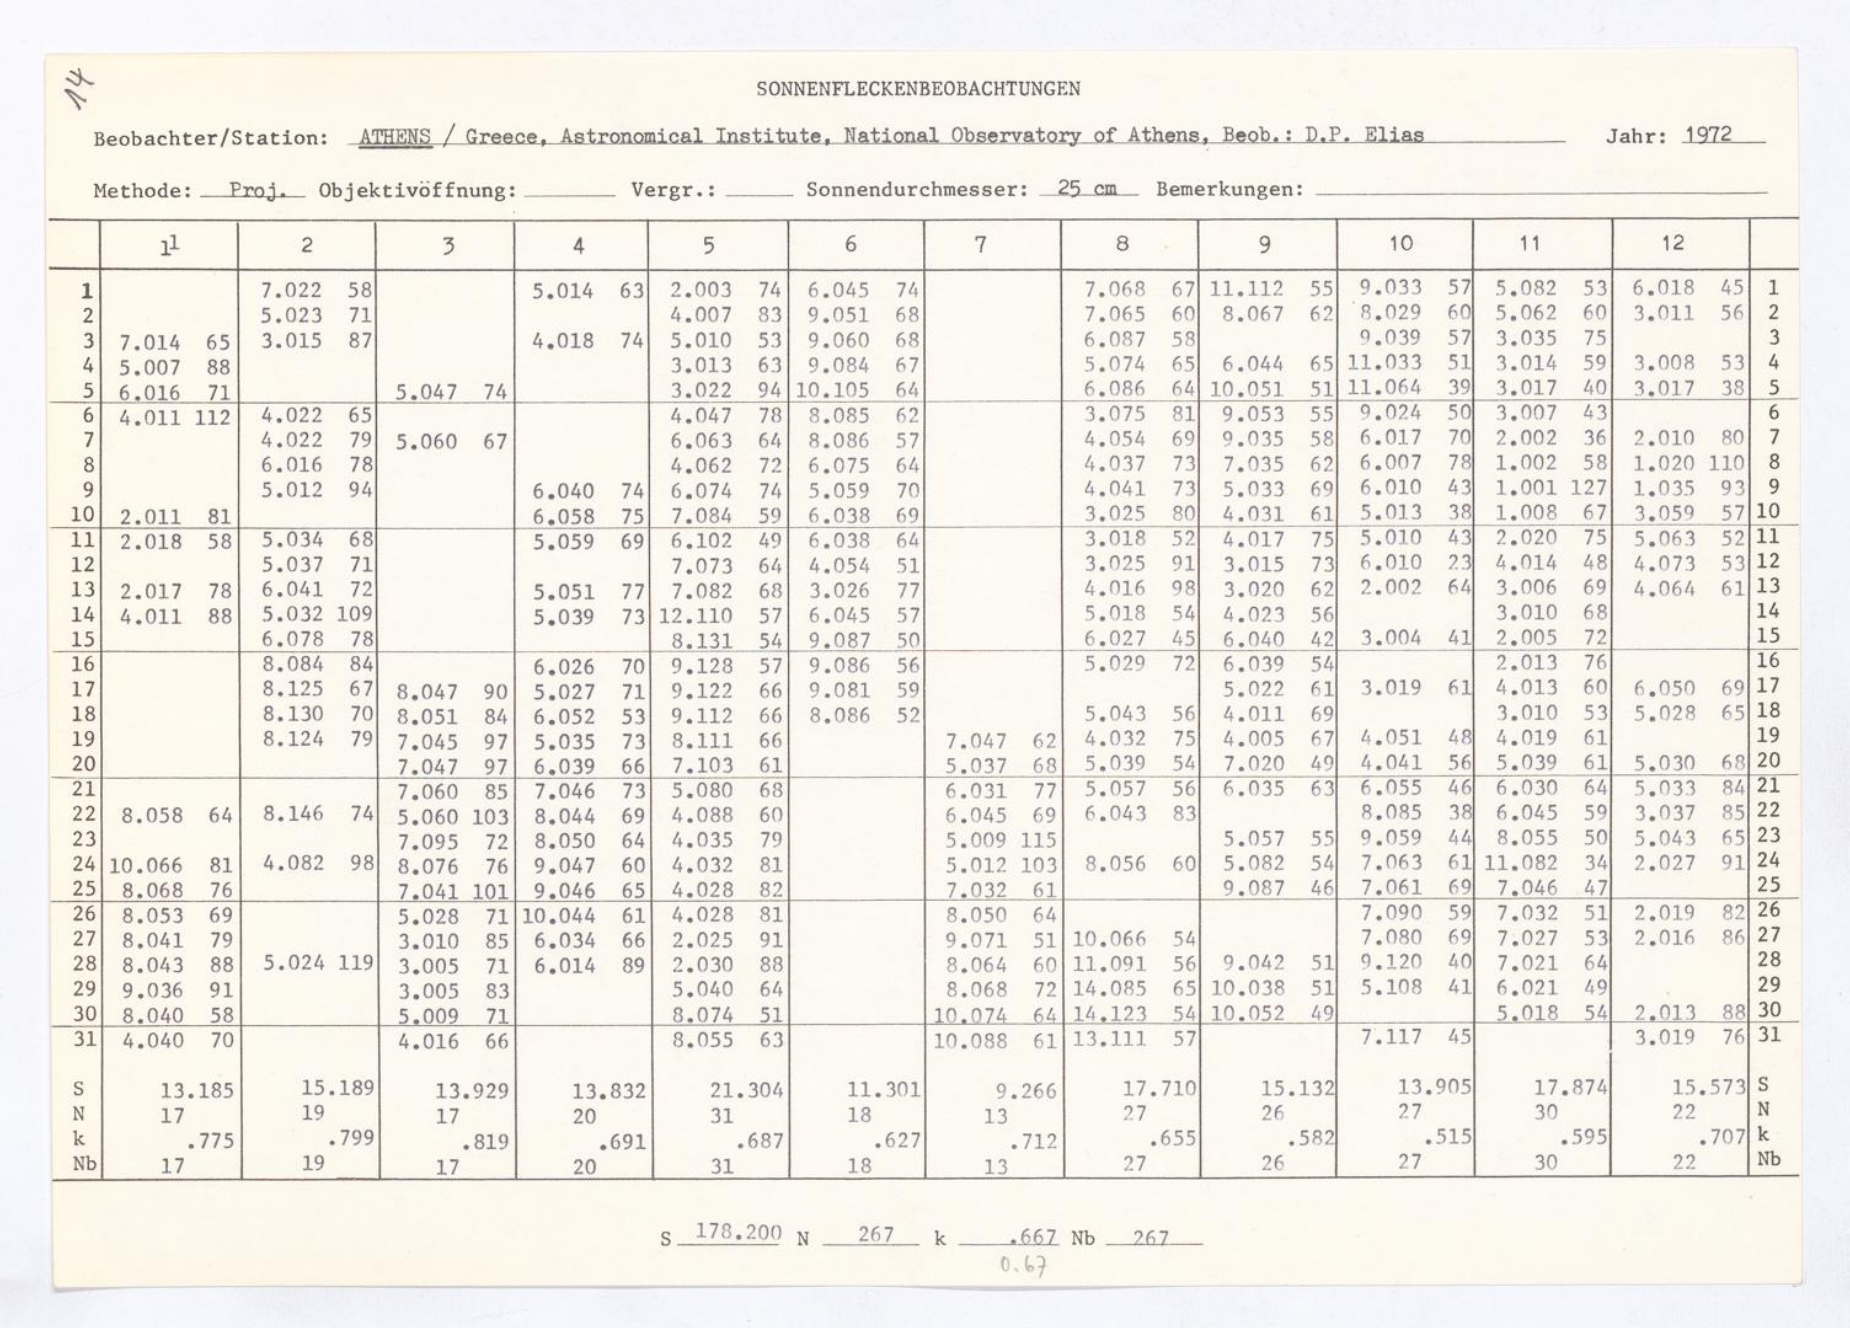 14
SONNENFLECKENBEOBACHTUNGEN
Beobachter/Station: ATHENS / Greece, Astronomical Institute, National Observatory of Athens, Beob.: D.P. Elias Jahr: 1972
Methode: Proj. Objektivöffnung: Vergr.: Sonnendurchmesser: 25 cm Bemerkungen:
1¹ 2 3 4 5 6 7 8 9 10 11 12
1 7.022 58 5.014 63 2.003 74 6.045 74 7.068 67 11.112 55 9.033 57 5.082 53 6.018 45 1
2 5.023 71 4.007 83 9.051 68 7.065 60 8.067 62 8.029 60 5.062 60 3.011 56 2
3 7.014 65 3.015 87 4.018 74 5.010 53 9.060 68 6.087 58 9.039 57 3.035 75 3
4 5.007 88 3.013 63 9.084 67 5.074 65 6.044 65 11.033 51 3.014 59 3.008 53 4
5 6.016 71 5.047 74 3.022 94 10.105 64 6.086 64 10.051 51 11.064 39 3.017 40 3.017 38 5
6 4.011 112 4.022 65 4.047 78 8.085 62 3.075 81 9.053 55 9.024 50 3.007 43 6
7 4.022 79 5.060 67 6.063 64 8.086 57 4.054 69 9.035 58 6.017 70 2.002 36 2.010 80 7
8 6.016 78 4.062 72 6.075 64 4.037 73 7.035 62 6.007 78 1.002 58 1.020 110 8
9 5.012 94 6.040 74 6.074 74 5.059 70 4.041 73 5.033 69 6.010 43 1.001 127 1.035 93 9
10 2.011 81 6.058 75 7.084 59 6.038 69 3.025 80 4.031 61 5.013 38 1.008 67 3.059 57 10
11 2.018 58 5.034 68 5.059 69 6.102 49 6.038 64 3.018 52 4.017 75 5.010 43 2.020 75 5.063 52 11
12 5.037 71 7.073 64 4.054 51 3.025 91 3.015 73 6.010 23 4.014 48 4.073 53 12
13 2.017 78 6.041 72 5.051 77 7.082 68 3.026 77 4.016 98 3.020 62 2.002 64 3.006 69 4.064 61 13
14 4.011 88 5.032 109 5.039 73 12.110 57 6.045 57 5.018 54 4.023 56 3.010 68 14
15 6.078 78 8.131 54 9.087 50 6.027 45 6.040 42 3.004 41 2.005 72 15
16 8.084 84 6.026 70 9.128 57 9.086 56 5.029 72 6.039 54 2.013 76 16
17 8.125 67 8.047 90 5.027 71 9.122 66 9.081 59 5.022 61 3.019 61 4.013 60 6.050 69 17
18 8.130 70 8.051 84 6.052 53 9.112 66 8.086 52 5.043 56 4.011 69 3.010 53 5.028 65 18
19 8.124 79 7.045 97 5.035 73 8.111 66 7.047 62 4.032 75 4.005 67 4.051 48 4.019 61 19
20 7.047 97 6.039 66 7.103 61 5.037 68 5.039 54 7.020 49 4.041 56 5.039 61 5.030 68 20
21 7.060 85 7.046 73 5.080 68 6.031 77 5.057 56 6.035 63 6.055 46 6.030 64 5.033 84 21
22 8.058 64 8.146 74 5.060 103 8.044 69 4.088 60 6.045 69 6.043 83 8.085 38 6.045 59 3.037 85 22
23 7.095 72 8.050 64 4.035 79 5.009 115 5.057 55 9.059 44 8.055 50 5.043 65 23
24 10.066 81 4.082 98 8.076 76 9.047 60 4.032 81 5.012 103 8.056 60 5.082 54 7.063 61 11.082 34 2.027 91 24
25 8.068 76 7.041 101 9.046 65 4.028 82 7.032 61 9.087 46 7.061 69 7.046 47 25
26 8.053 69 5.028 71 10.044 61 4.028 81 8.050 64 7.090 59 7.032 51 2.019 82 26
27 8.041 79 3.010 85 6.034 66 2.025 91 9.071 51 10.066 54 7.080 69 7.027 53 2.016 86 27
28 8.043 88 5.024 119 3.005 71 6.014 89 2.030 88 8.064 60 11.091 56 9.042 51 9.120 40 7.021 64 28
29 9.036 91 3.005 83 5.040 64 8.068 72 14.085 65 10.038 51 5.108 41 6.021 49 29
30 8.040 58 5.009 71 8.074 51 10.074 64 14.123 54 10.052 49 5.018 54 2.013 88 30
31 4.040 70 4.016 66 8.055 63 10.088 61 13.111 57 7.117 45 3.019 76 31
S 13.185 15.189 13.929 13.832 21.304 11.301 9.266 17.710 15.132 13.905 17.874 15.573 S
N 17 19 17 20 31 18 13 27 26 27 30 22 N
k .775 .799 .819 .691 .687 .627 .712 .655 .582 .515 .595 .707 k
Nb 17 19 17 20 31 18 13 27 26 27 30 22 Nb
S 178.200 N 267 k .667 Nb 267
0.67